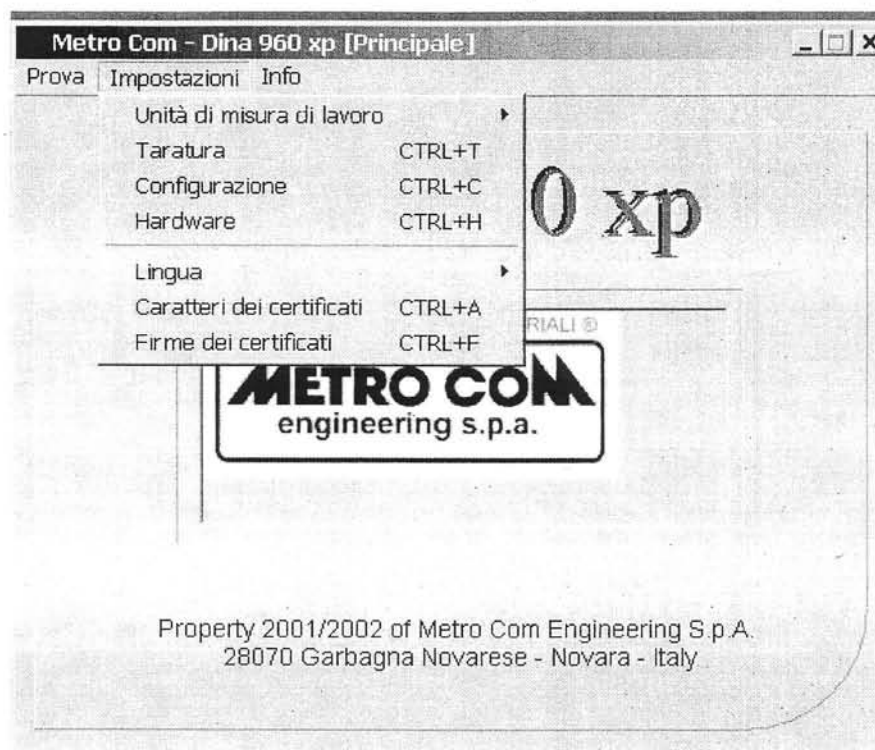 Metro Com - Dina 960 xp [Principale]
Prova Impostazioni Info
Unità di misura di lavoro
Taratura CTRL+T
Configurazione CTRL+C
Hardware CTRL+H
Lingua
Caratteri dei certificati CTRL+A
Firme dei certificati CTRL+F
0 xp
RIALI ®
METRO COM
engineering s.p.a.
Property 2001/2002 of Metro Com Engineering S.p.A.
28070 Garbagna Novarese - Novara - Italy